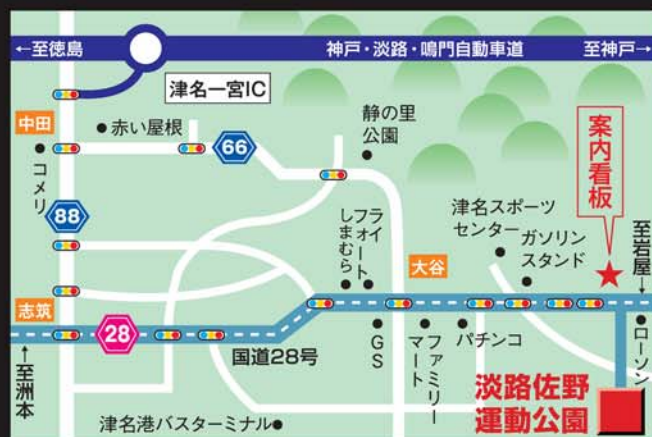 ←至徳島
神戸・淡路・鳴門自動車道
至神戸→
津名一宮IC
中田
赤い屋根
66
静の里
公園
案内看板
コメリ
88
津名スポーツ
センター
ガソリン
スタンド
至岩屋→
しまむら
フォート
フライ
大谷
志筑
28
国道28号
GS
ファミリー
マート
パチンコ
ローソン
←至洲本
淡路佐野
運動公園
津名港バスターミナル